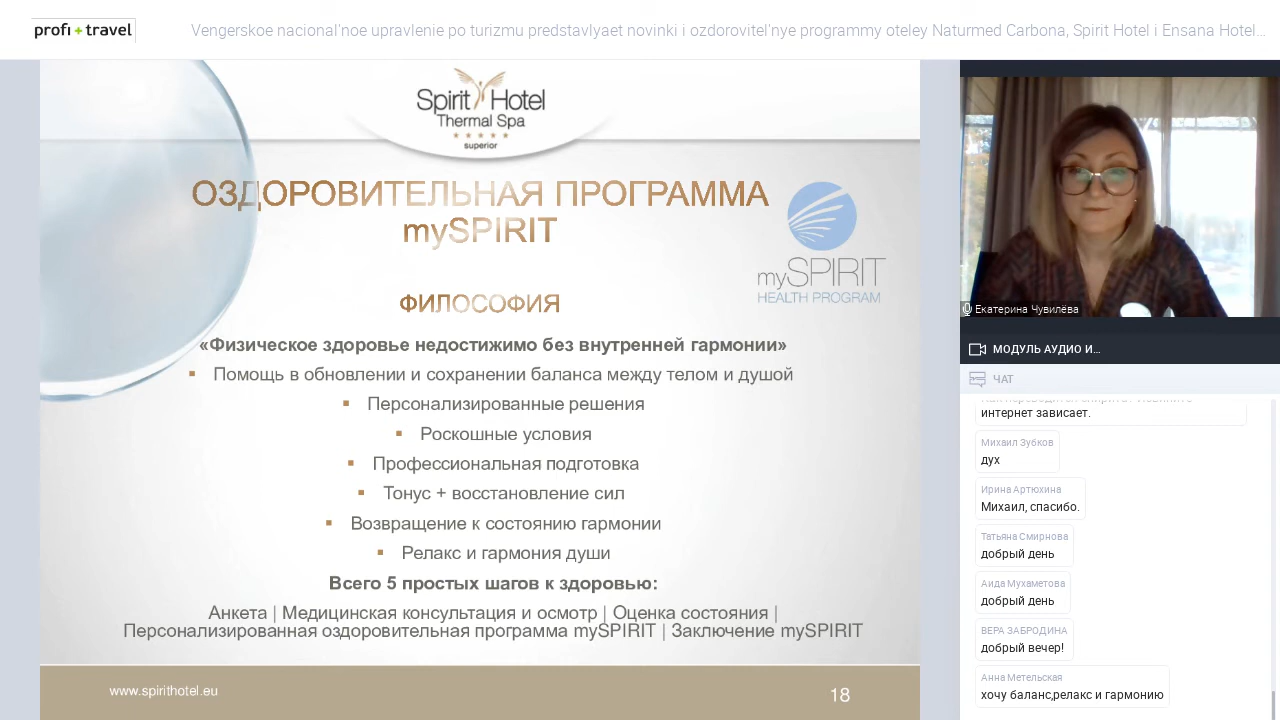 profi + travel
Vengerskoe nacional'noe upravlenie po turizmu predstavlyaet novinki i ozdorovitel'nye programmy oteley Naturmed Carbona, Spirit Hotel i Ensana Hotel...
Spirit Hotel
Thermal Spa
superior
ОЗДОРОВИТЕЛЬНАЯ ПРОГРАММА
mySPIRIT
mySPIRIT
HEALTH PROGRAM
ФИЛОСОФИЯ
«Физическое здоровье недостижимо без внутренней гармонии»
▪ Помощь в обновлении и сохранении баланса между телом и душой
▪ Персонализированные решения
▪ Роскошные условия
▪ Профессиональная подготовка
▪ Тонус + восстановление сил
▪ Возвращение к состоянию гармонии
▪ Релакс и гармония души
Всего 5 простых шагов к здоровью:
Анкета | Медицинская консультация и осмотр | Оценка состояния |
Персонализированная оздоровительная программа mySPIRIT | Заключение mySPIRIT
www.spirithotel.eu
18
Екатерина Чувилёва
МОДУЛЬ АУДИО И...
ЧАТ
интернет зависает.
Михаил Зубков
дух
Ирина Артюхина
Михаил, спасибо.
Татьяна Смирнова
добрый день
Аида Мухаметова
добрый день
ВЕРА ЗАБРОДИНА
добрый вечер!
Анна Метельская
хочу баланс,релакс и гармонию